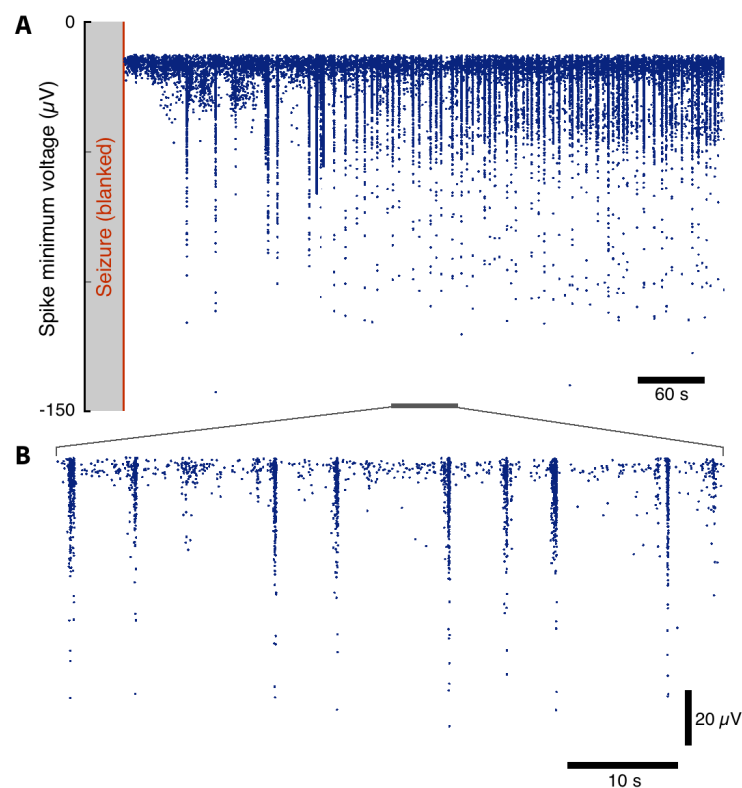 A
0
Spike minimum voltage (µV)
Seizure (blanked)
-150
60 s
B
20 µV
10 s